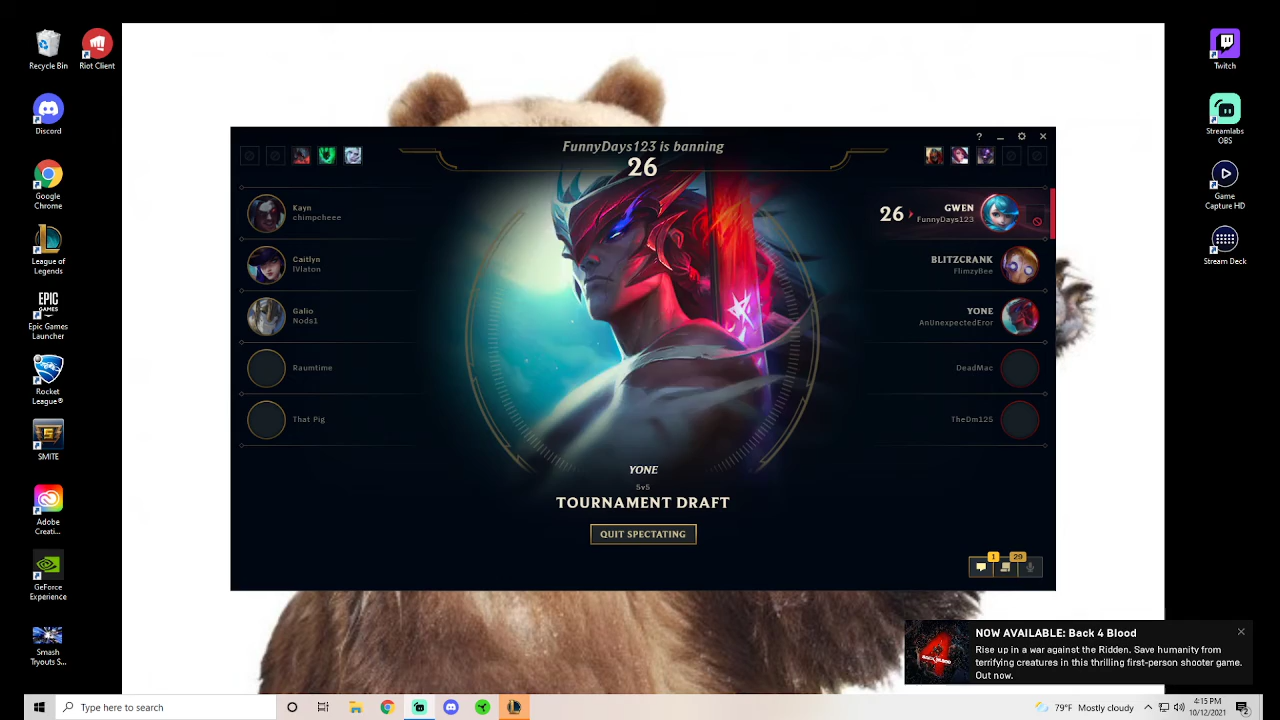 Recycle Bin
Riot Client
Discord
Google
Chrome
League of
Legends
EPIC
GAMES
Epic Games
Launcher
Rocket
League®
SMITE
Adobe
Creati...
GeForce
Experience
Smash
Tryouts S...
FunnyDays123 is banning
26
Kayn
chimpcheee
Caitlyn
IVlaton
Galio
Nods1
Raumtime
That Pig
26
GWEN
FunnyDays123
BLITZCRANK
FlimzyBee
YONE
AnUnexpectedEror
DeadMac
TheDm125
YONE
5v5
TOURNAMENT DRAFT
QUIT SPECTATING
1
29
Twitch
Streamlabs
OBS
Game
Capture HD
Stream Deck
NOW AVAILABLE: Back 4 Blood
Rise up in a war against the Ridden. Save humanity from
terrifying creatures in this thrilling first-person shooter game.
Out now.
Type here to search
79°F Mostly cloudy
4:15 PM
10/12/2021
2